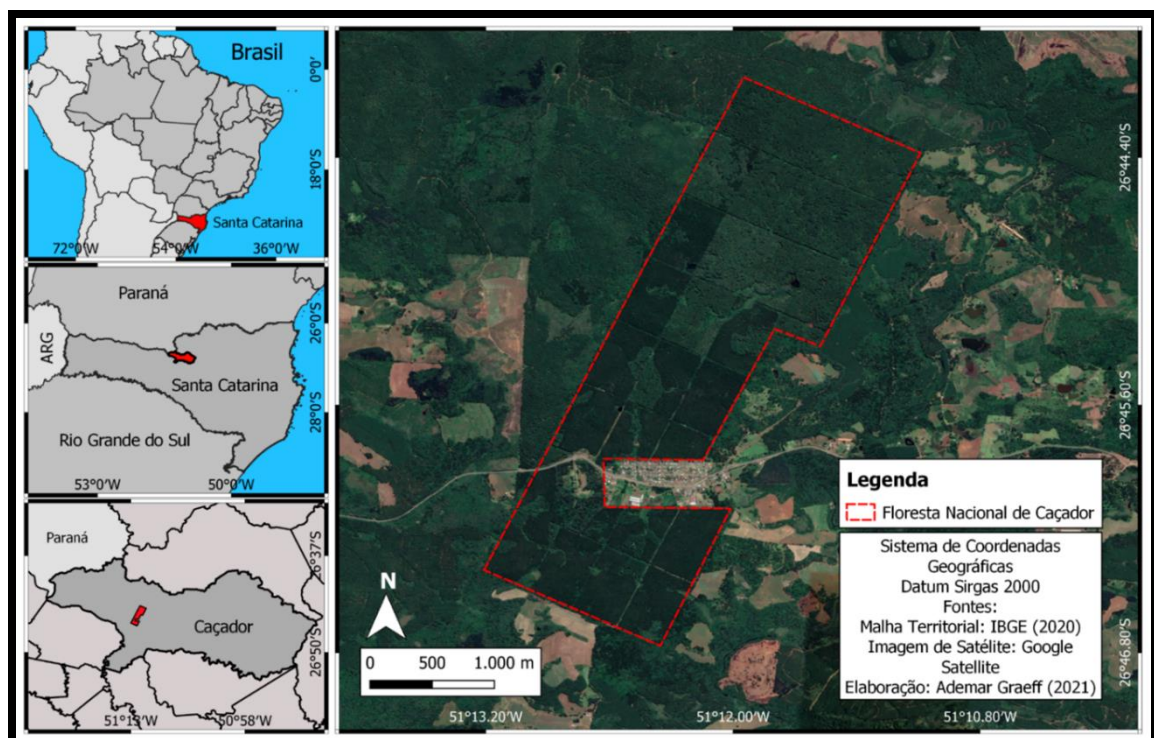 Brasil
0°0′
18°0′S
Santa Catarina
72°0′W
54°0′W
36°0′W
Paraná
26°0′S
ARG
Santa Catarina
28°0′S
Rio Grande do Sul
53°0′W
50°0′W
Paraná
26°37′S
Caçador
26°50′S
51°13′W
50°58′W
26°44.40′S
26°45.60′S
26°46.80′S
N
0 500 1.000 m
51°13.20′W
51°12.00′W
51°10.80′W
Legenda
Floresta Nacional de Caçador
Sistema de Coordenadas
Geográficas
Datum Sirgas 2000
Fontes:
Malha Territorial: IBGE (2020)
Imagem de Satélite: Google
Satellite
Elaboração: Ademar Graeff (2021)